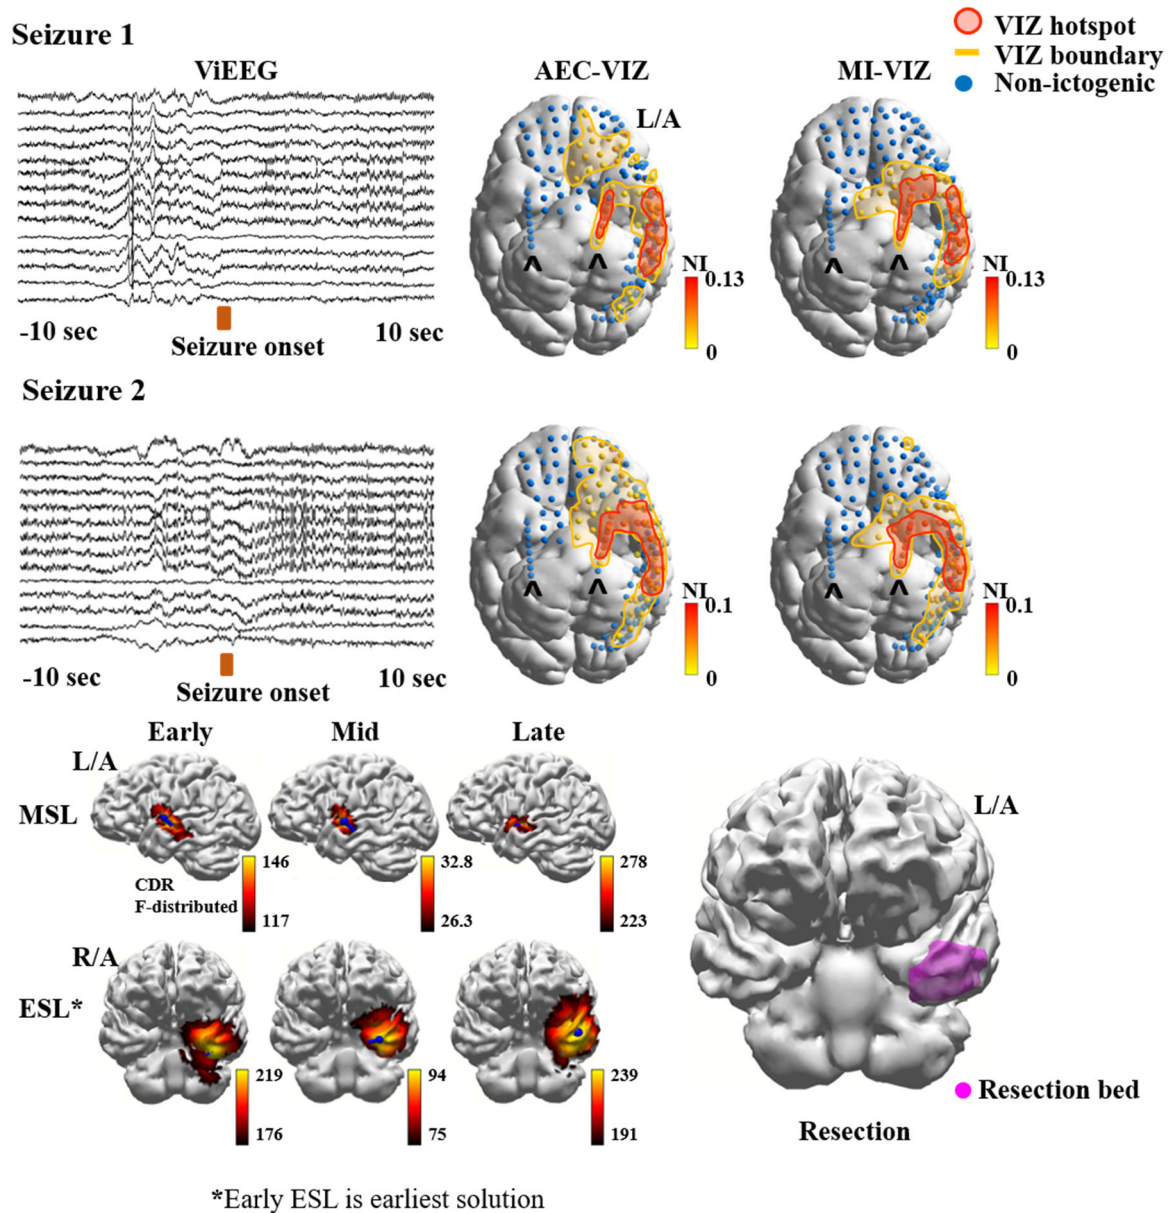 Seizure 1
VIZ hotspot
VIZ boundary
Non-ictogenic
ViEEG
AEC-VIZ
MI-VIZ
L/A
^ ^
^ ^
NI
0.13
0
NI
0.13
0
-10 sec
10 sec
Seizure onset
Seizure 2
^ ^
^ ^
NI
0.1
0
NI
0.1
0
-10 sec
10 sec
Seizure onset
Early
Mid
Late
L/A
MSL
CDR
F-distributed
146
117
32.8
26.3
278
223
R/A
ESL*
219
176
94
75
239
191
L/A
Resection bed
Resection
*Early ESL is earliest solution